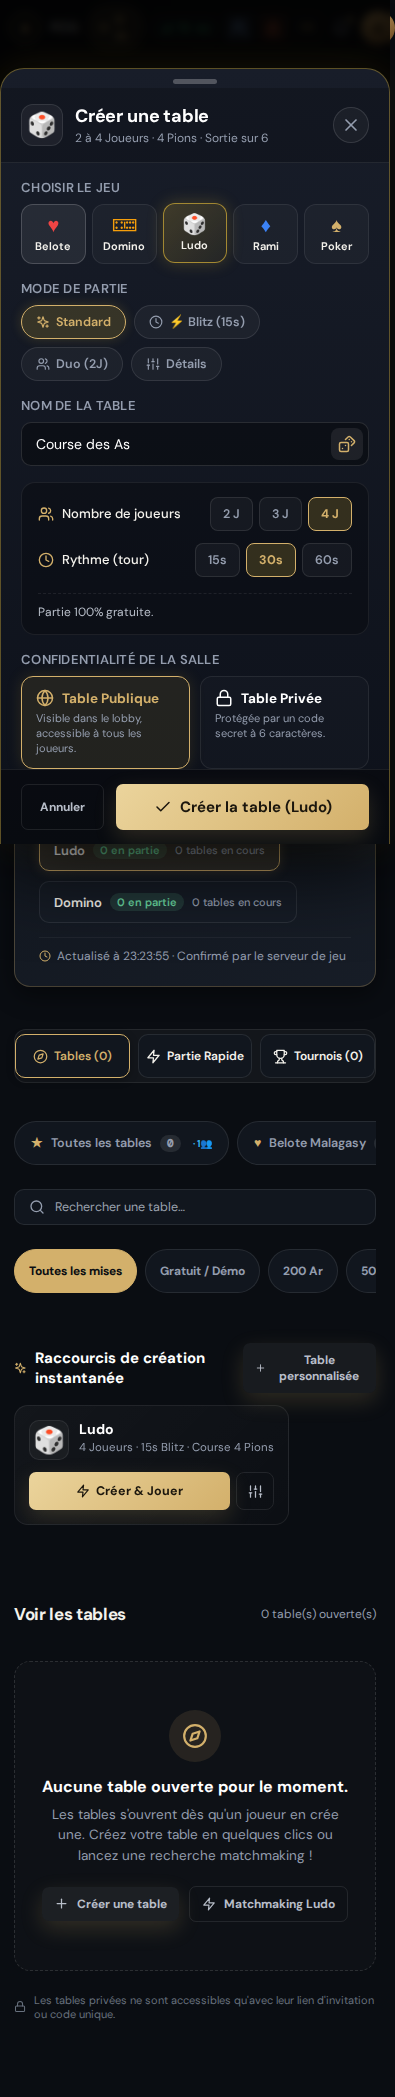 Créer une table
2 à 4 Joueurs · 4 Pions · Sortie sur 6
CHOISIR LE JEU
Belote
Domino
Ludo
Rami
Poker
MODE DE PARTIE
Standard
⚡ Blitz (15s)
Duo (2J)
Détails
NOM DE LA TABLE
Course des As
Nombre de joueurs
2 J
3 J
4 J
Rythme (tour)
15s
30s
60s
Partie 100% gratuite.
CONFIDENTIALITÉ DE LA SALLE
Table Publique
Visible dans le lobby,
accessible à tous les
joueurs.
Table Privée
Protégée par un code
secret à 6 caractères.
Annuler
Créer la table (Ludo)
Ludo 0 en partie 0 tables en cours
Domino 0 en partie 0 tables en cours
Actualisé à 23:23:55 · Confirmé par le serveur de jeu
Tables (0)
Partie Rapide
Tournois (0)
★ Toutes les tables 0 · 1 👥
♥ Belote Malagasy
Rechercher une table...
Toutes les mises
Gratuit / Démo
200 Ar
50
Raccourcis de création
instantanée
+ Table
personnalisée
Ludo
4 Joueurs · 15s Blitz · Course 4 Pions
Créer & Jouer
Voir les tables
0 table(s) ouverte(s)
Aucune table ouverte pour le moment.
Les tables s'ouvrent dès qu'un joueur en crée
une. Créez votre table en quelques clics ou
lancez une recherche matchmaking !
+ Créer une table
Matchmaking Ludo
Les tables privées ne sont accessibles qu'avec leur lien d'invitation
ou code unique.